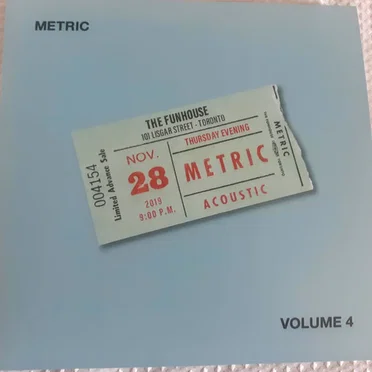 METRIC
THE FUNHOUSE
101 LISGAR STREET - TORONTO
THURSDAY EVENING
004154
Limited Advance Sale
NOV.
28
2019
9:00 P.M.
METRIC
ACOUSTIC
METRIC
VOLUME 4